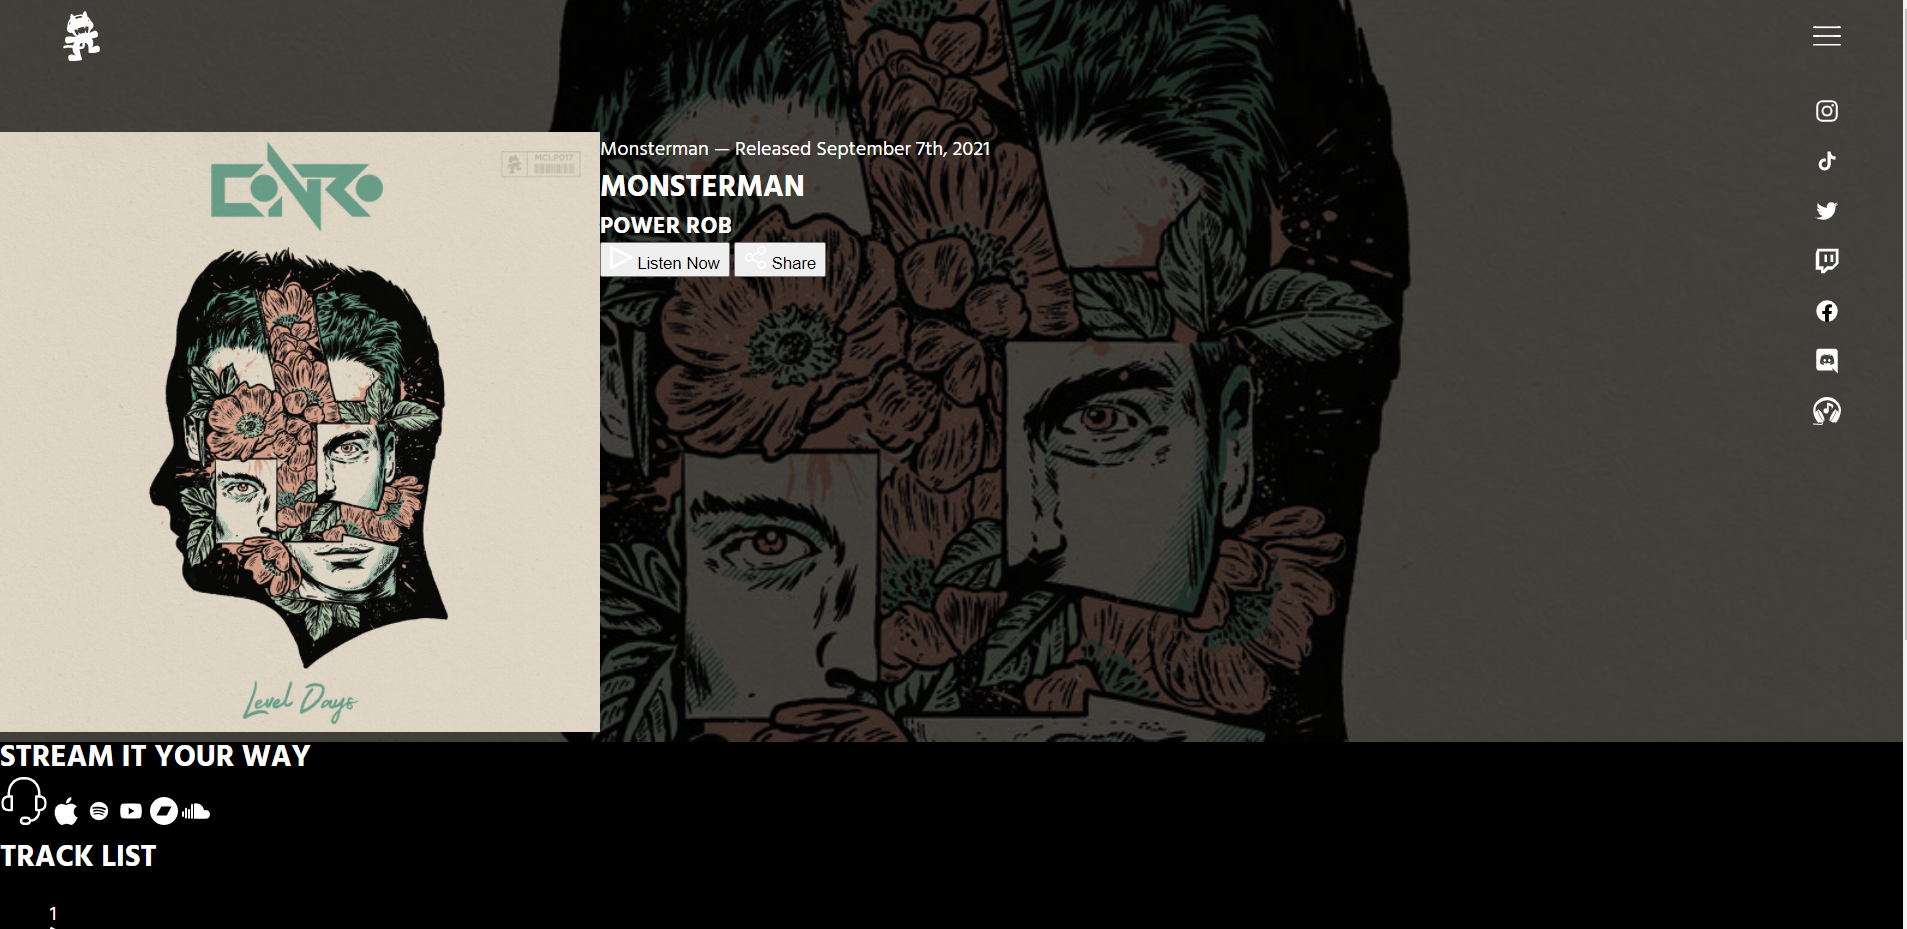 CONRO
MCLP017
Level Days
Monsterman — Released September 7th, 2021
MONSTERMAN
POWER ROB
Listen Now
Share
STREAM IT YOUR WAY
TRACK LIST
1